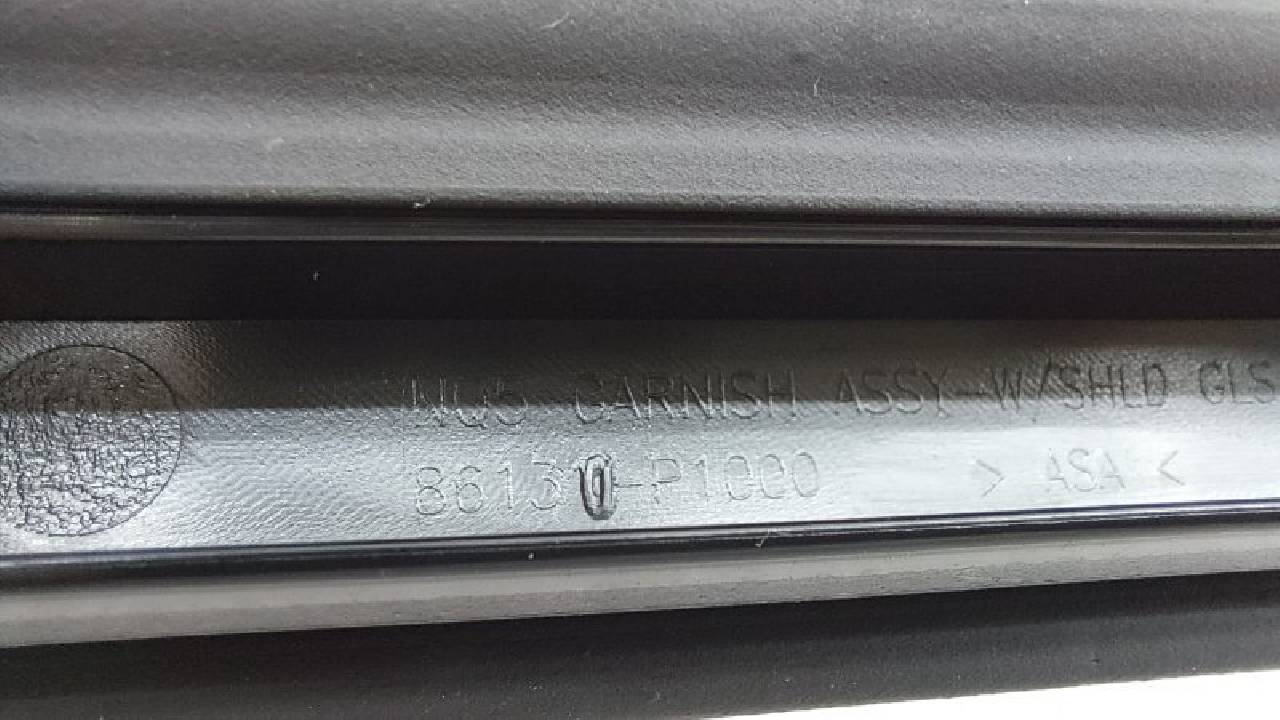 NQ5 GARNISH ASSY-W/SHLD GLS
86130-P1000 > ASA <